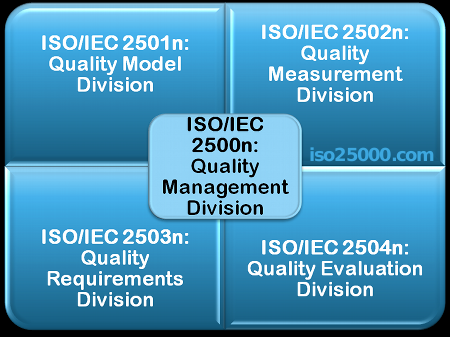 ISO/IEC 2501n:
Quality Model
Division
ISO/IEC 2502n:
Quality
Measurement
Division
ISO/IEC
2500n:
Quality
Management
Division
iso25000.com
ISO/IEC 2503n:
Quality
Requirements
Division
ISO/IEC 2504n:
Quality Evaluation
Division